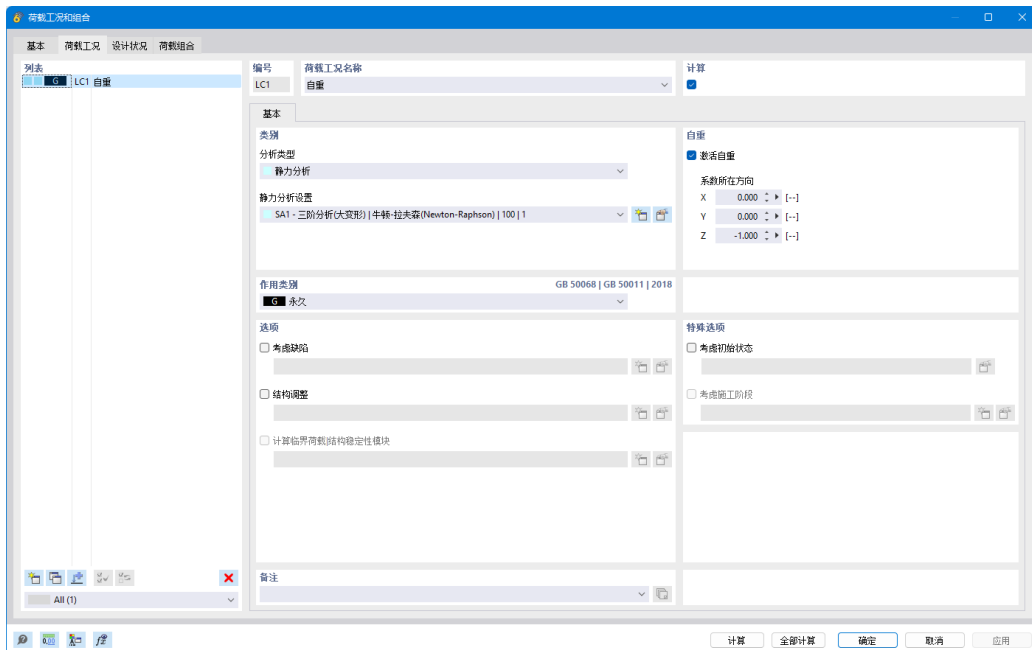 荷载工况和组合
基本 荷载工况 设计状况 荷载组合
列表
G LC1 自重
编号
LC1
荷载工况名称
自重
计算
基本
类别
分析类型
静力分析
静力分析设置
SA1 - 三阶分析(大变形) | 牛顿-拉夫森(Newton-Raphson) | 100 | 1
自重
激活自重
系数所在方向
X 0.000 [--]
Y 0.000 [--]
Z -1.000 [--]
作用类别 GB 50068 | GB 50011 | 2018
G 永久
选项
考虑缺陷
结构调整
计算临界荷载|结构稳定性模块
特殊选项
考虑初始状态
考虑施工阶段
备注
All (1)
0,00
计算 全部计算 确定 取消 应用